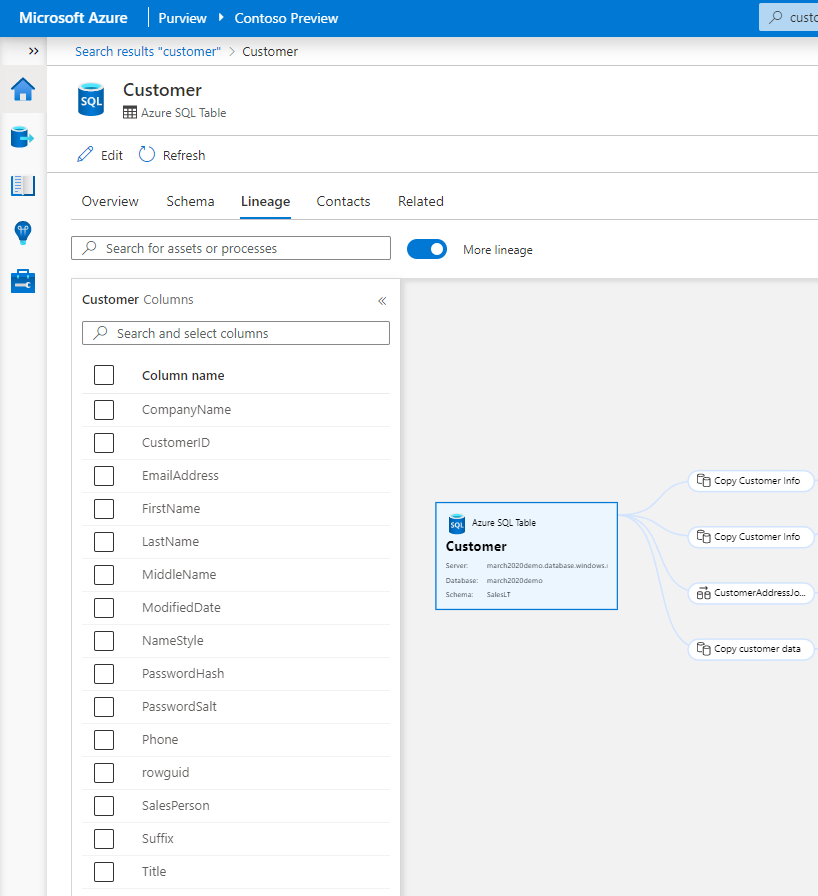 Microsoft Azure Purview Contoso Preview custo
Search results "customer" > Customer
SQL
Customer
Azure SQL Table
Edit Refresh
Overview Schema Lineage Contacts Related
Search for assets or processes More lineage
Customer Columns
Search and select columns
Column name
CompanyName
CustomerID
EmailAddress
FirstName
LastName
MiddleName
ModifiedDate
NameStyle
PasswordHash
PasswordSalt
Phone
rowguid
SalesPerson
Suffix
Title
SQL Azure SQL Table
Customer
Server: march2020demo.database.windows.
Database: march2020demo
Schema: SalesLT
Copy Customer Info
Copy Customer Info
CustomerAddressJo...
Copy customer data